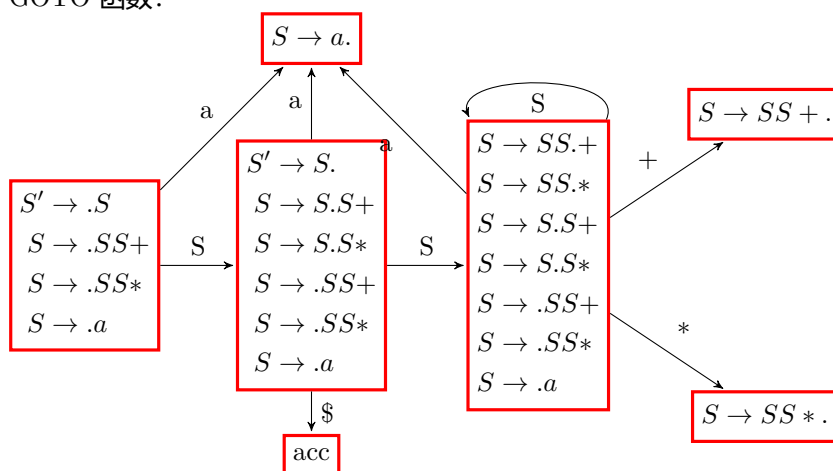 GOTO 函数:
S → a.
a
a
a
S
S
S
+
*
$
S' → .S
S → .SS+
S → .SS*
S → .a
S' → S.
S → S.S+
S → S.S*
S → .SS+
S → .SS*
S → .a
S → SS.+
S → SS.*
S → S.S+
S → S.S*
S → .SS+
S → .SS*
S → .a
S → SS + .
S → SS * .
acc